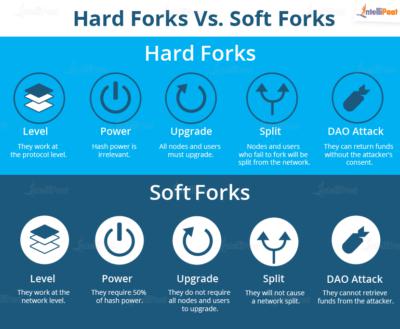 IntelliPaat
Hard Forks Vs. Soft Forks
Hard Forks
Level
They work at
the protocol level.
Power
Hash power is
irrelevant.
Upgrade
All nodes and users
must upgrade.
Split
Nodes and users
who fail to fork will be
split from the network.
DAO Attack
They can return funds
without the attacker's
consent.
Soft Forks
Level
They work at the
network level.
Power
They require 50%
of hash power.
Upgrade
They do not require
all nodes and users
to upgrade.
Split
They will not cause
a network split.
DAO Attack
They cannot retrieve
funds from the attacker.